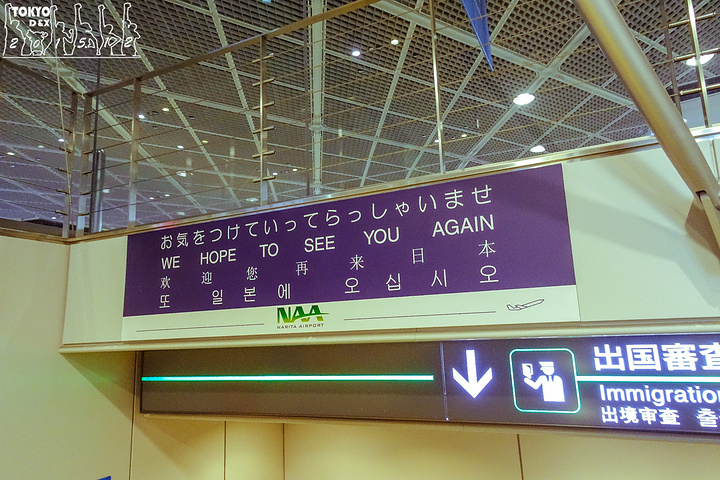 TOKYO
D&X
お気をつけていってらっしゃいませ
WE HOPE TO SEE YOU AGAIN
欢迎您再来日本
또 일본에 오십시오
NAA
NARITA AIRPORT
出国審査
Immigration
出境审查 출